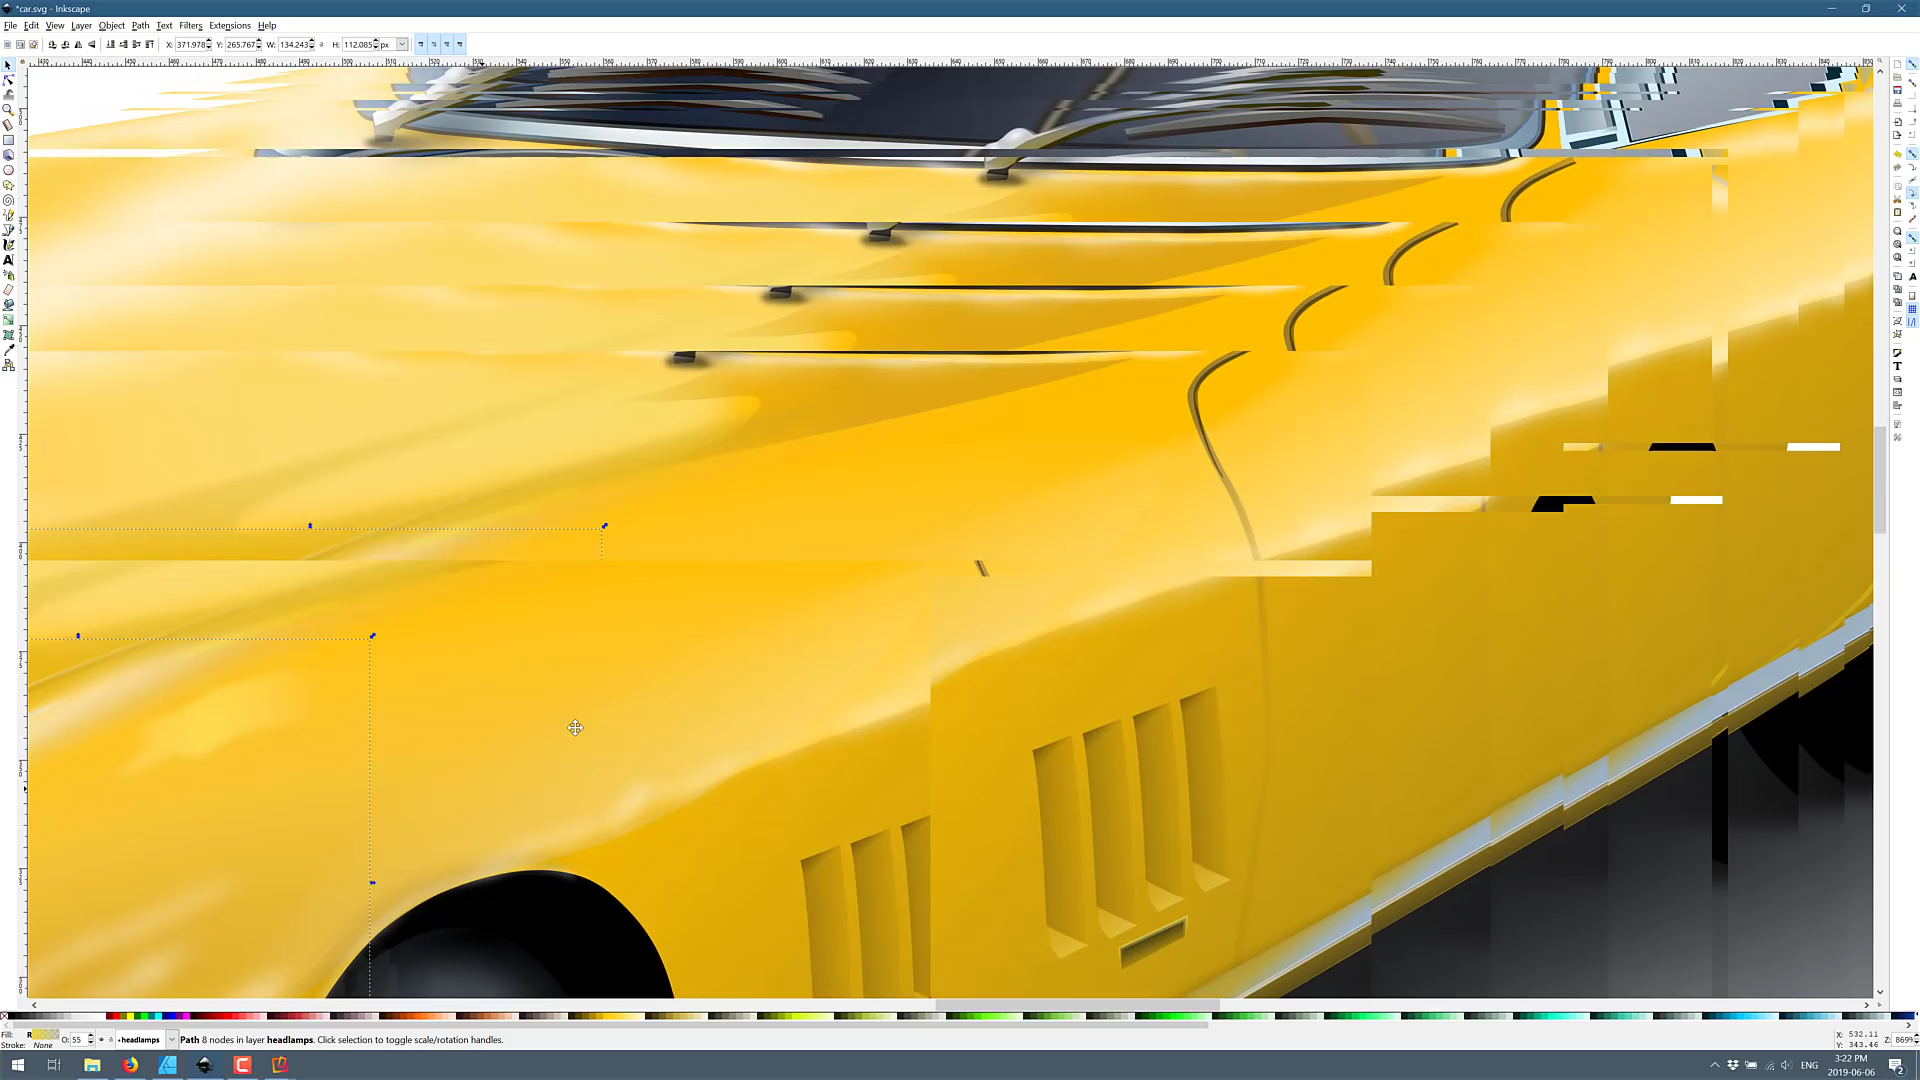 *car.svg - Inkscape
File Edit View Layer Object Path Text Filters Extensions Help
X: 371.978 Y: 265.767 W: 134.243 H: 112.085 px
Fill: R O: 55 headlamps Path 8 nodes in layer headlamps. Click selection to toggle scale/rotation handles. X: 532.11 Z: 869%
Stroke: None Y: 343.46
ENG 3:22 PM
2019-06-06 2